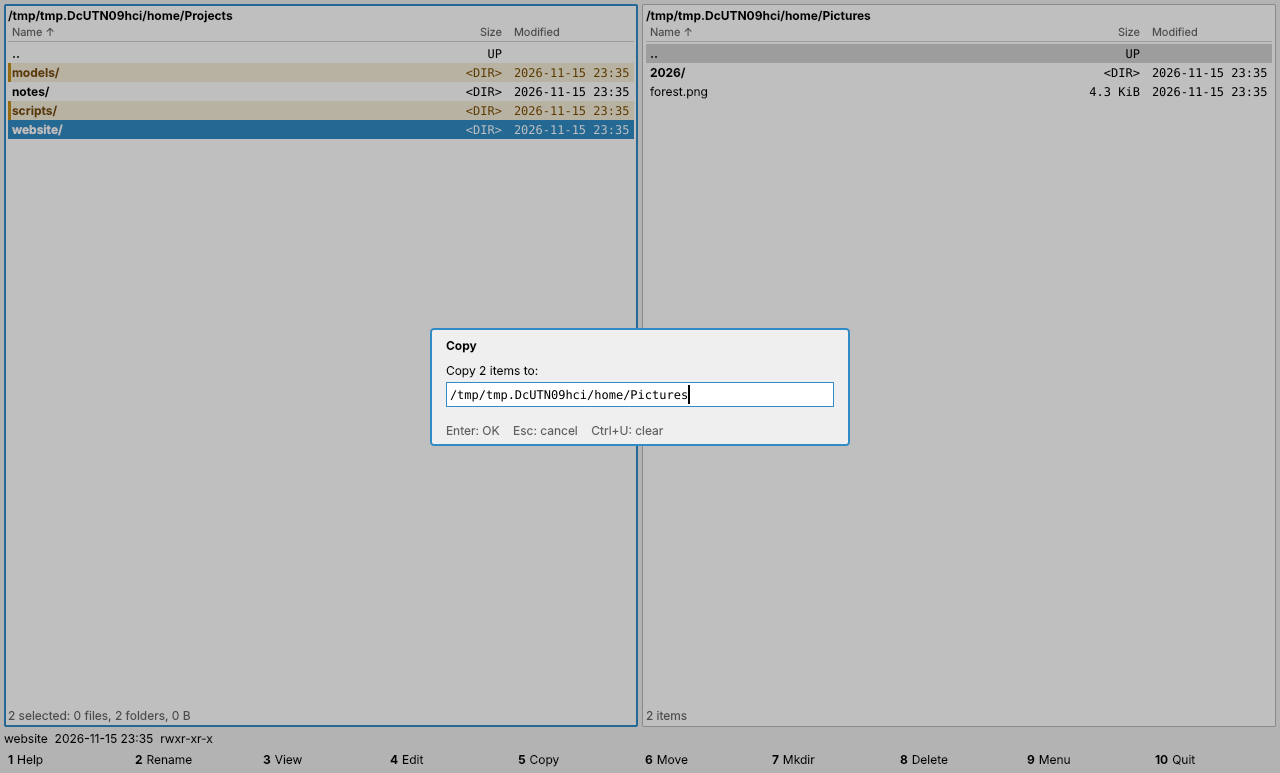 /tmp/tmp.DcUTN09hci/home/Projects
Name ↑ Size Modified
.. UP
models/ <DIR> 2026-11-15 23:35
notes/ <DIR> 2026-11-15 23:35
scripts/ <DIR> 2026-11-15 23:35
website/ <DIR> 2026-11-15 23:35
2 selected: 0 files, 2 folders, 0 B
/tmp/tmp.DcUTN09hci/home/Pictures
Name ↑ Size Modified
.. UP
2026/ <DIR> 2026-11-15 23:35
forest.png 4.3 KiB 2026-11-15 23:35
2 items
Copy
Copy 2 items to:
/tmp/tmp.DcUTN09hci/home/Pictures
Enter: OK Esc: cancel Ctrl+U: clear
website 2026-11-15 23:35 rwxr-xr-x
1 Help 2 Rename 3 View 4 Edit 5 Copy 6 Move 7 Mkdir 8 Delete 9 Menu 10 Quit